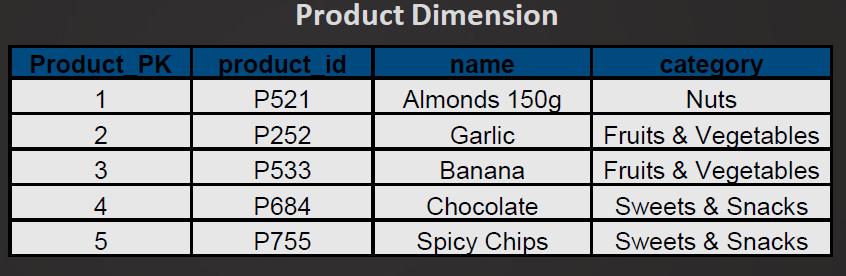 Product Dimension
Product_PK product_id name category
1 P521 Almonds 150g Nuts
2 P252 Garlic Fruits & Vegetables
3 P533 Banana Fruits & Vegetables
4 P684 Chocolate Sweets & Snacks
5 P755 Spicy Chips Sweets & Snacks